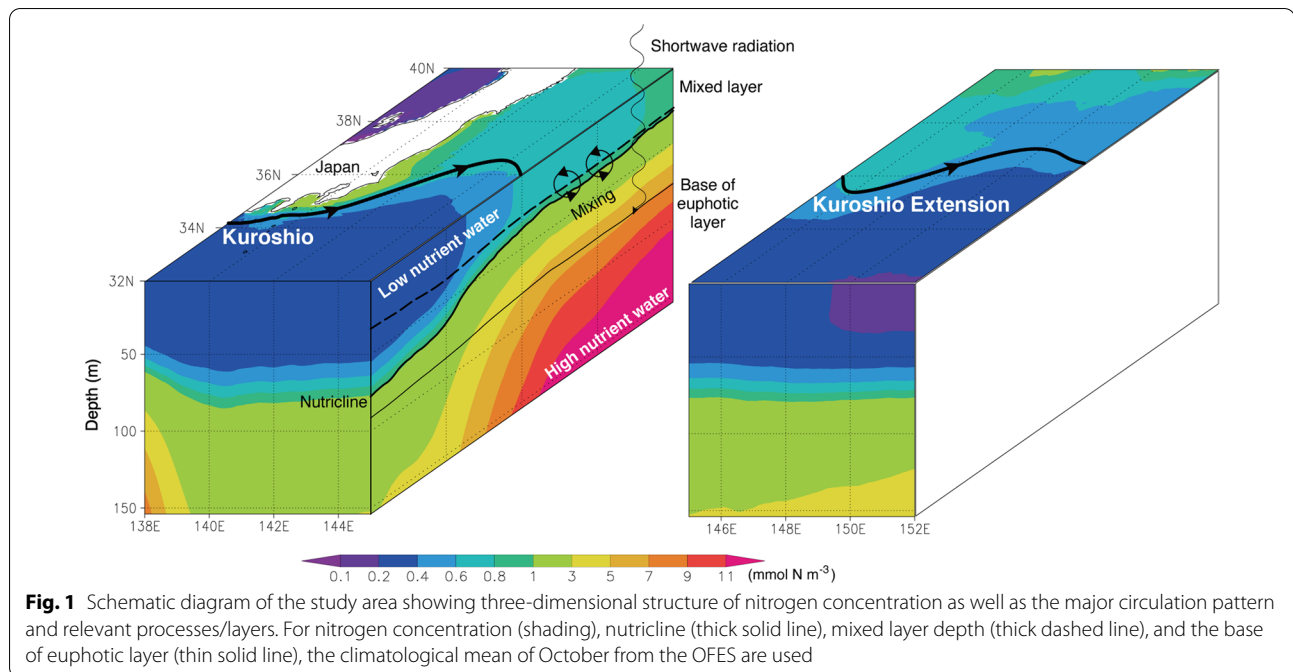 Shortwave radiation
40N
Mixed layer
38N
Japan
36N
Base of
euphotic
layer
Mixing
34N
Kuroshio
Kuroshio Extension
Low nutrient water
32N
50
High nutrient water
Depth (m)
Nutricline
100
150
138E 140E 142E 144E
146E 148E 150E 152E
0.1 0.2 0.4 0.6 0.8 1 3 5 7 9 11 (mmol N m⁻³)
Fig. 1 Schematic diagram of the study area showing three-dimensional structure of nitrogen concentration as well as the major circulation pattern
and relevant processes/layers. For nitrogen concentration (shading), nutricline (thick solid line), mixed layer depth (thick dashed line), and the base
of euphotic layer (thin solid line), the climatological mean of October from the OFES are used